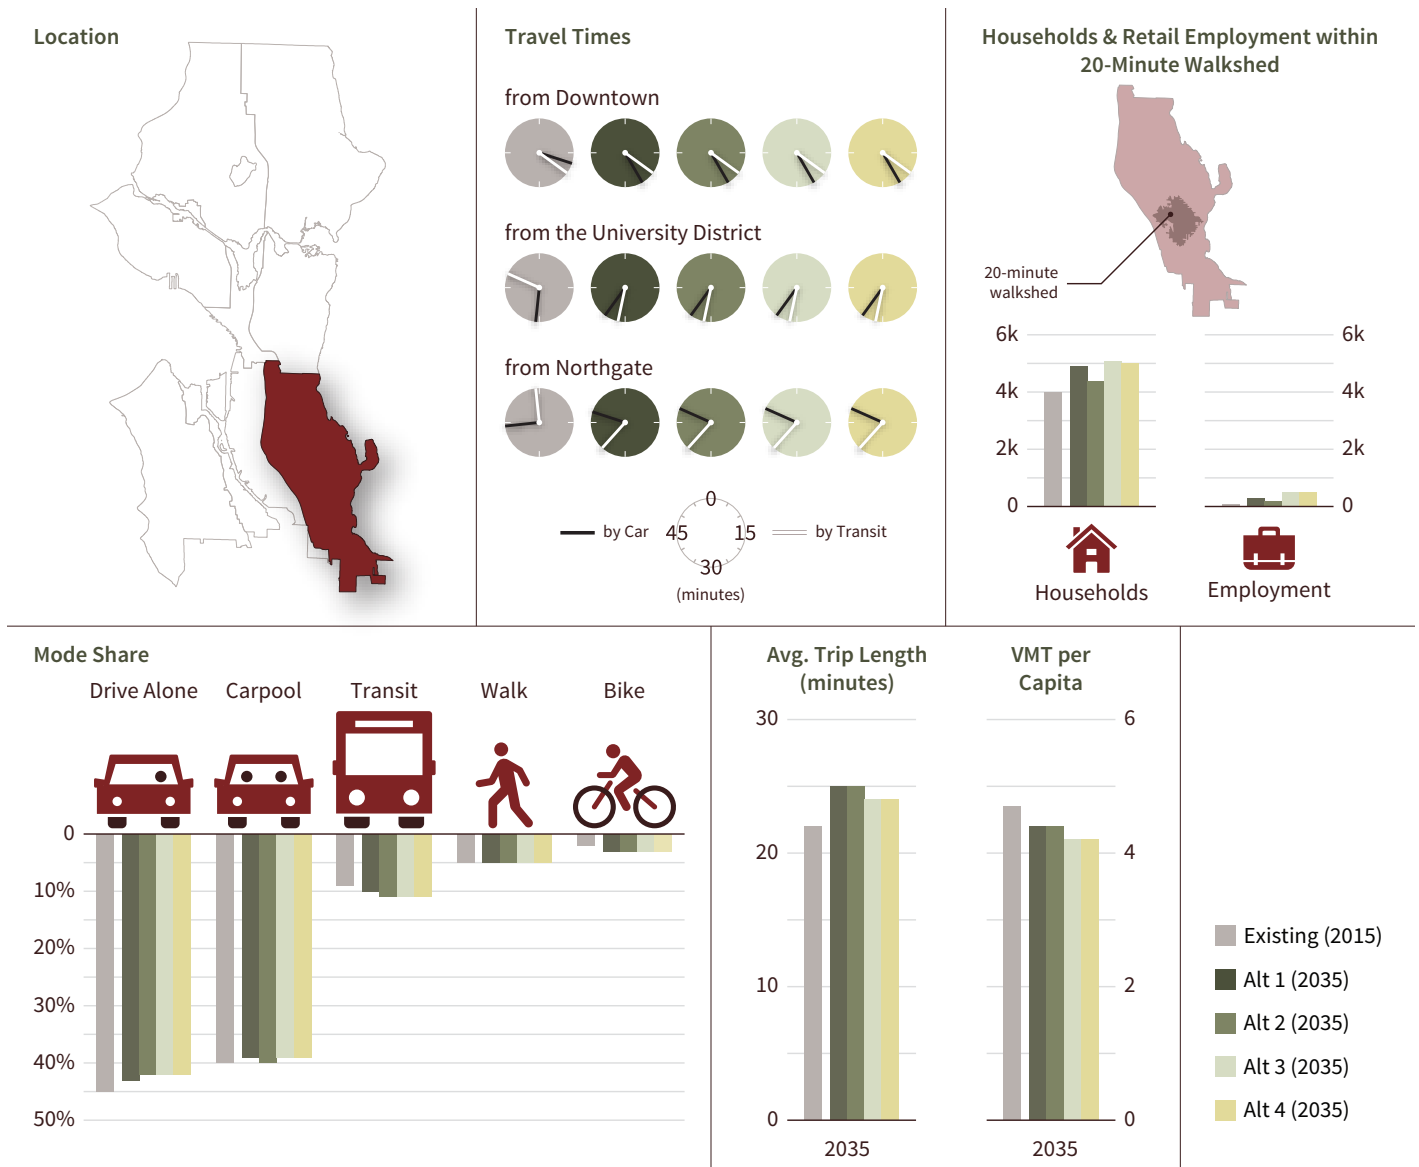 Location
Travel Times
from Downtown
from the University District
from Northgate
by Car
0
45
15
30
(minutes)
by Transit
Households & Retail Employment within
20-Minute Walkshed
20-minute
walkshed
6k
4k
2k
0
6k
4k
2k
0
Households
Employment
Mode Share
Drive Alone
Carpool
Transit
Walk
Bike
0
10%
20%
30%
40%
50%
Avg. Trip Length
(minutes)
30
20
10
0
2035
VMT per
Capita
6
4
2
0
2035
Existing (2015)
Alt 1 (2035)
Alt 2 (2035)
Alt 3 (2035)
Alt 4 (2035)